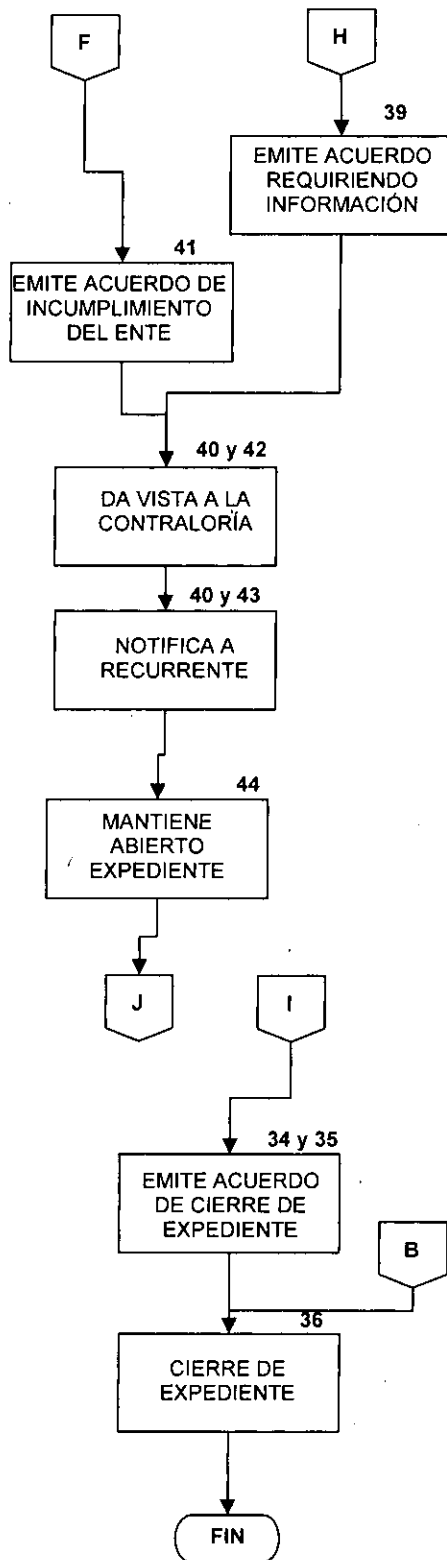 F
H
39
EMITE ACUERDO
REQUIRIENDO
INFORMACIÓN
41
EMITE ACUERDO DE
INCUMPLIMIENTO
DEL ENTE
40 y 42
DA VISTA A LA
CONTRALORÍA
40 y 43
NOTIFICA A
RECURRENTE
44
MANTIENE
ABIERTO
EXPEDIENTE
J
I
34 y 35
EMITE ACUERDO
DE CIERRE DE
EXPEDIENTE
B
36
CIERRE DE
EXPEDIENTE
FIN